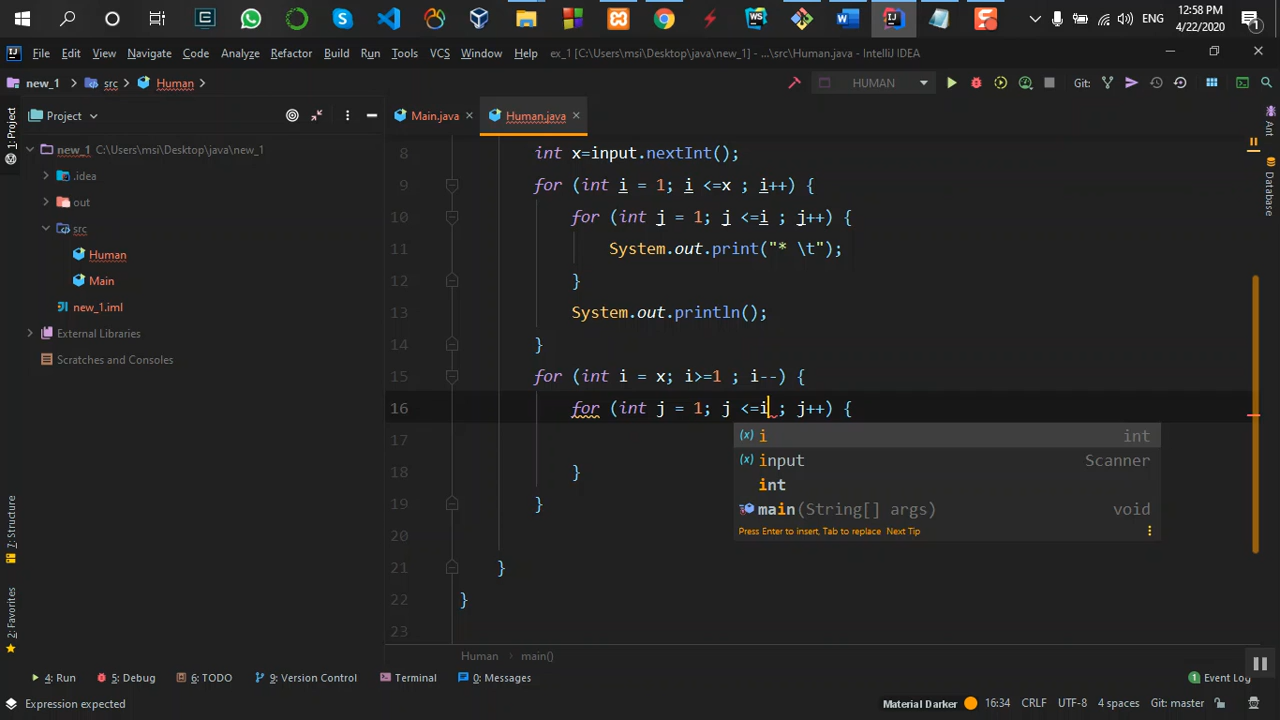 ENG
12:58 PM
4/22/2020
1
File Edit View Navigate Code Analyze Refactor Build Run Tools VCS Window Help ex_1 [C:\Users\msi\Desktop\java\new_1] - ...\src\Human.java - IntelliJ IDEA
new_1 src Human HUMAN Git:
Project Main.java Human.java
1: Project
Ant
Database
new_1 C:\Users\msi\Desktop\java\new_1
.idea
out
src
Human
Main
new_1.iml
External Libraries
Scratches and Consoles
8 int x=input.nextInt();
9 for (int i = 1; i <=x ; i++) {
10 for (int j = 1; j <=i ; j++) {
11 System.out.print("* \t");
12 }
13 System.out.println();
14 }
15 for (int i = x; i>=1 ; i--) {
16 for (int j = 1; j <=i ; j++) {
17
18 }
19 }
20
21 }
22 }
23
(x) i int
(x) input Scanner
int
main(String[] args) void
Press Enter to insert, Tab to replace Next Tip
7: Structure
2: Favorites
Human main()
4: Run 5: Debug 6: TODO 9: Version Control Terminal 0: Messages 1 Event Log
Expression expected Material Darker 16:34 CRLF UTF-8 4 spaces Git: master